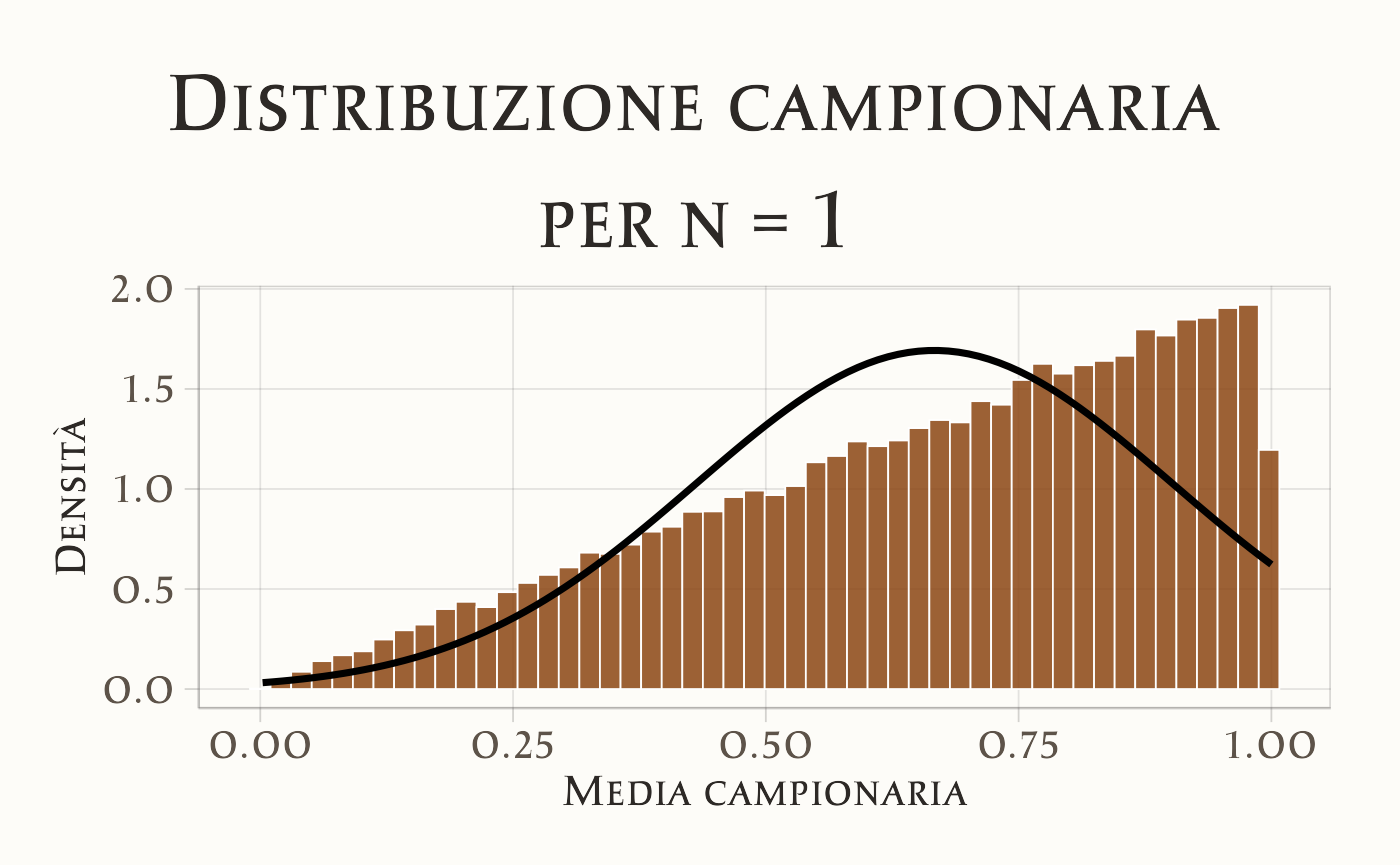 Distribuzione campionaria
per n = 1
2.0
1.5
1.0
0.5
0.0
Densità
0.00 0.25 0.50 0.75 1.00
Media campionaria